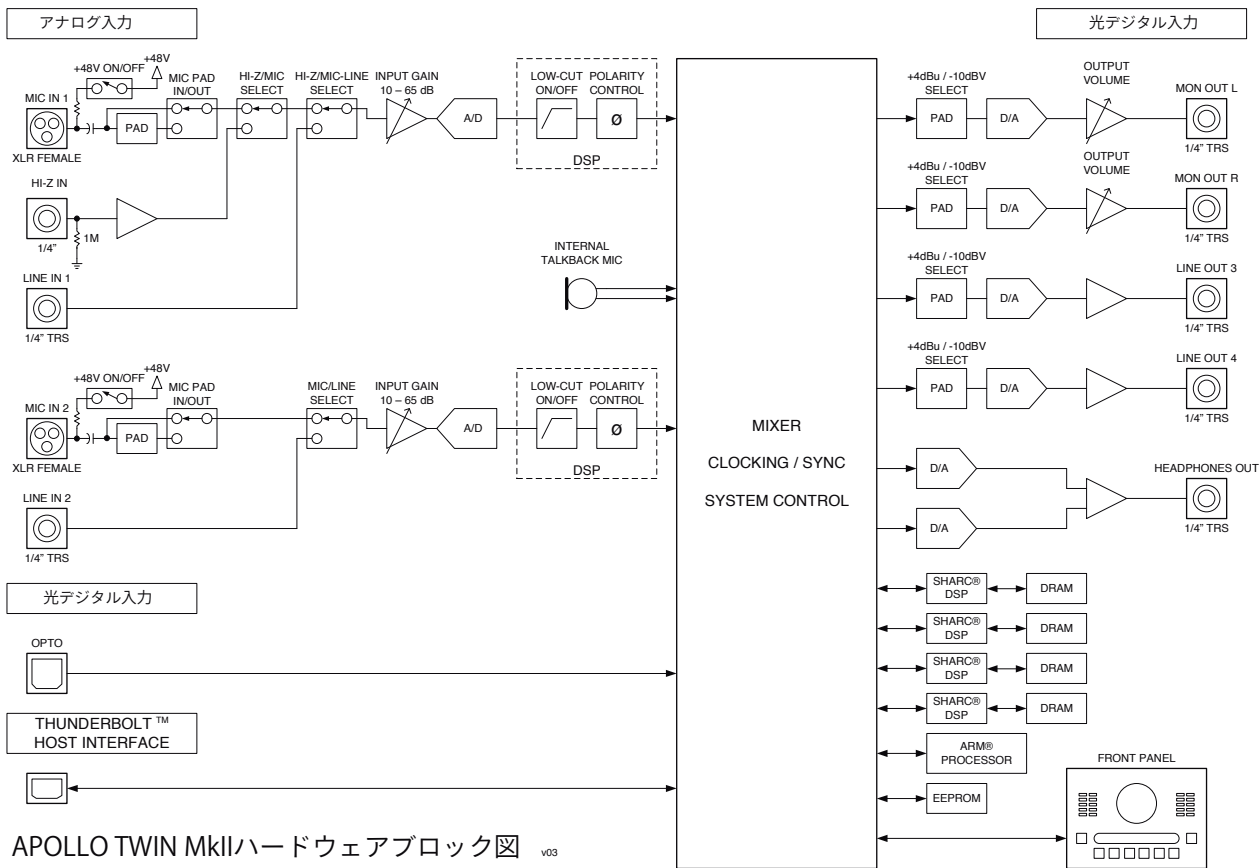 アナログ入力
+48V ON/OFF
+48V
MIC IN 1
XLR FEMALE
PAD
MIC PAD
IN/OUT
HI-Z/MIC
SELECT
HI-Z/MIC-LINE
SELECT
INPUT GAIN
10 – 65 dB
A/D
LOW-CUT
ON/OFF
POLARITY
CONTROL
Ø
DSP
HI-Z IN
1M
1/4"
LINE IN 1
1/4" TRS
INTERNAL
TALKBACK MIC
+48V ON/OFF
+48V
MIC IN 2
XLR FEMALE
PAD
MIC PAD
IN/OUT
MIC/LINE
SELECT
INPUT GAIN
10 – 65 dB
A/D
LOW-CUT
ON/OFF
POLARITY
CONTROL
Ø
DSP
LINE IN 2
1/4" TRS
光デジタル入力
OPTO
THUNDERBOLT ™
HOST INTERFACE
MIXER
CLOCKING / SYNC
SYSTEM CONTROL
光デジタル入力
+4dBu / -10dBV
SELECT
PAD
D/A
OUTPUT
VOLUME
MON OUT L
1/4" TRS
+4dBu / -10dBV
SELECT
PAD
D/A
OUTPUT
VOLUME
MON OUT R
1/4" TRS
+4dBu / -10dBV
SELECT
PAD
D/A
LINE OUT 3
1/4" TRS
+4dBu / -10dBV
SELECT
PAD
D/A
LINE OUT 4
1/4" TRS
D/A
D/A
HEADPHONES OUT
1/4" TRS
SHARC®
DSP
DRAM
SHARC®
DSP
DRAM
SHARC®
DSP
DRAM
SHARC®
DSP
DRAM
ARM®
PROCESSOR
EEPROM
FRONT PANEL
APOLLO TWIN MkIIハードウェアブロック図 v03